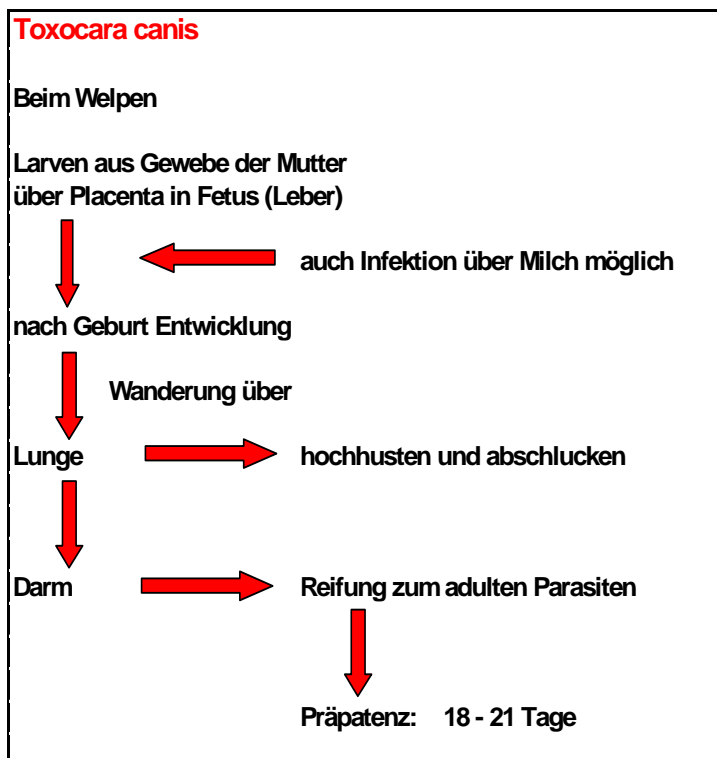 Toxocara canis
Beim Welpen
Larven aus Gewebe der Mutter
über Placenta in Fetus (Leber)
auch Infektion über Milch möglich
nach Geburt Entwicklung
Wanderung über
Lunge
hochhusten und abschlucken
Darm
Reifung zum adulten Parasiten
Präpatenz: 18 - 21 Tage